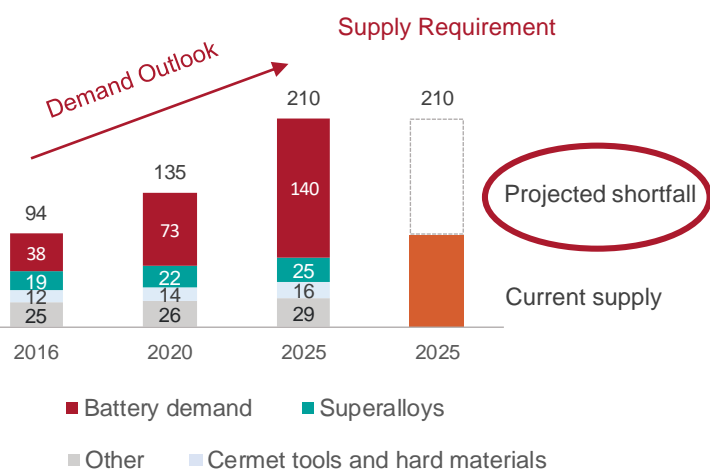 Supply Requirement
Demand Outlook
210
210
135
94
140
73
38
25
22
19
16
14
12
29
26
25
Projected shortfall
Current supply
2016
2020
2025
2025
Battery demand
Superalloys
Other
Cermet tools and hard materials